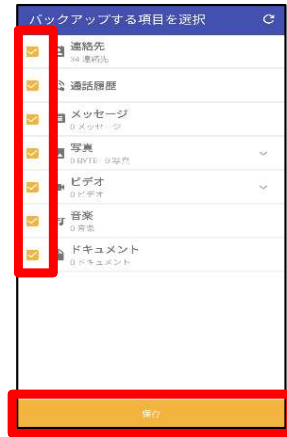 バックアップする項目を選択
連絡先
34 連絡先
通話履歴
メッセージ
0 メッセージ
写真
0 BYTE · 0 写真
ビデオ
0 ビデオ
音楽
0 音楽
ドキュメント
0 ドキュメント
実行